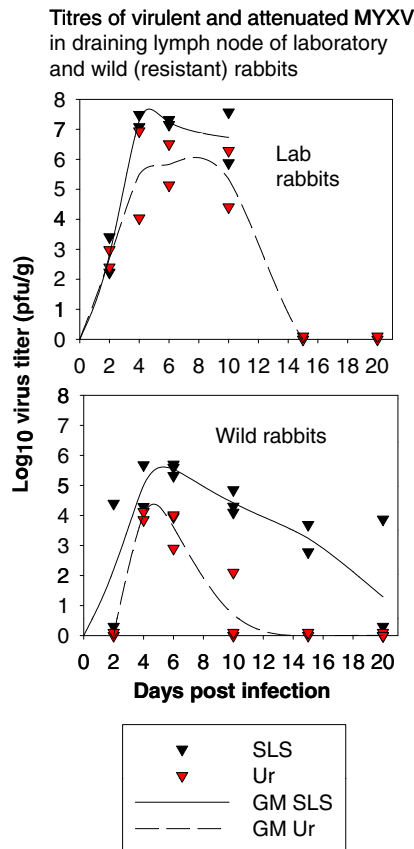 Titres of virulent and attenuated MYXV
in draining lymph node of laboratory
and wild (resistant) rabbits
8
7
6
5
4
3
2
1
0
Lab
rabbits
0 2 4 6 8 10 12 14 16 18 20
Log10 virus titer (pfu/g)
8
7
6
5
4
3
2
1
0
Wild rabbits
0 2 4 6 8 10 12 14 16 18 20
Days post infection
SLS
Ur
GM SLS
GM Ur